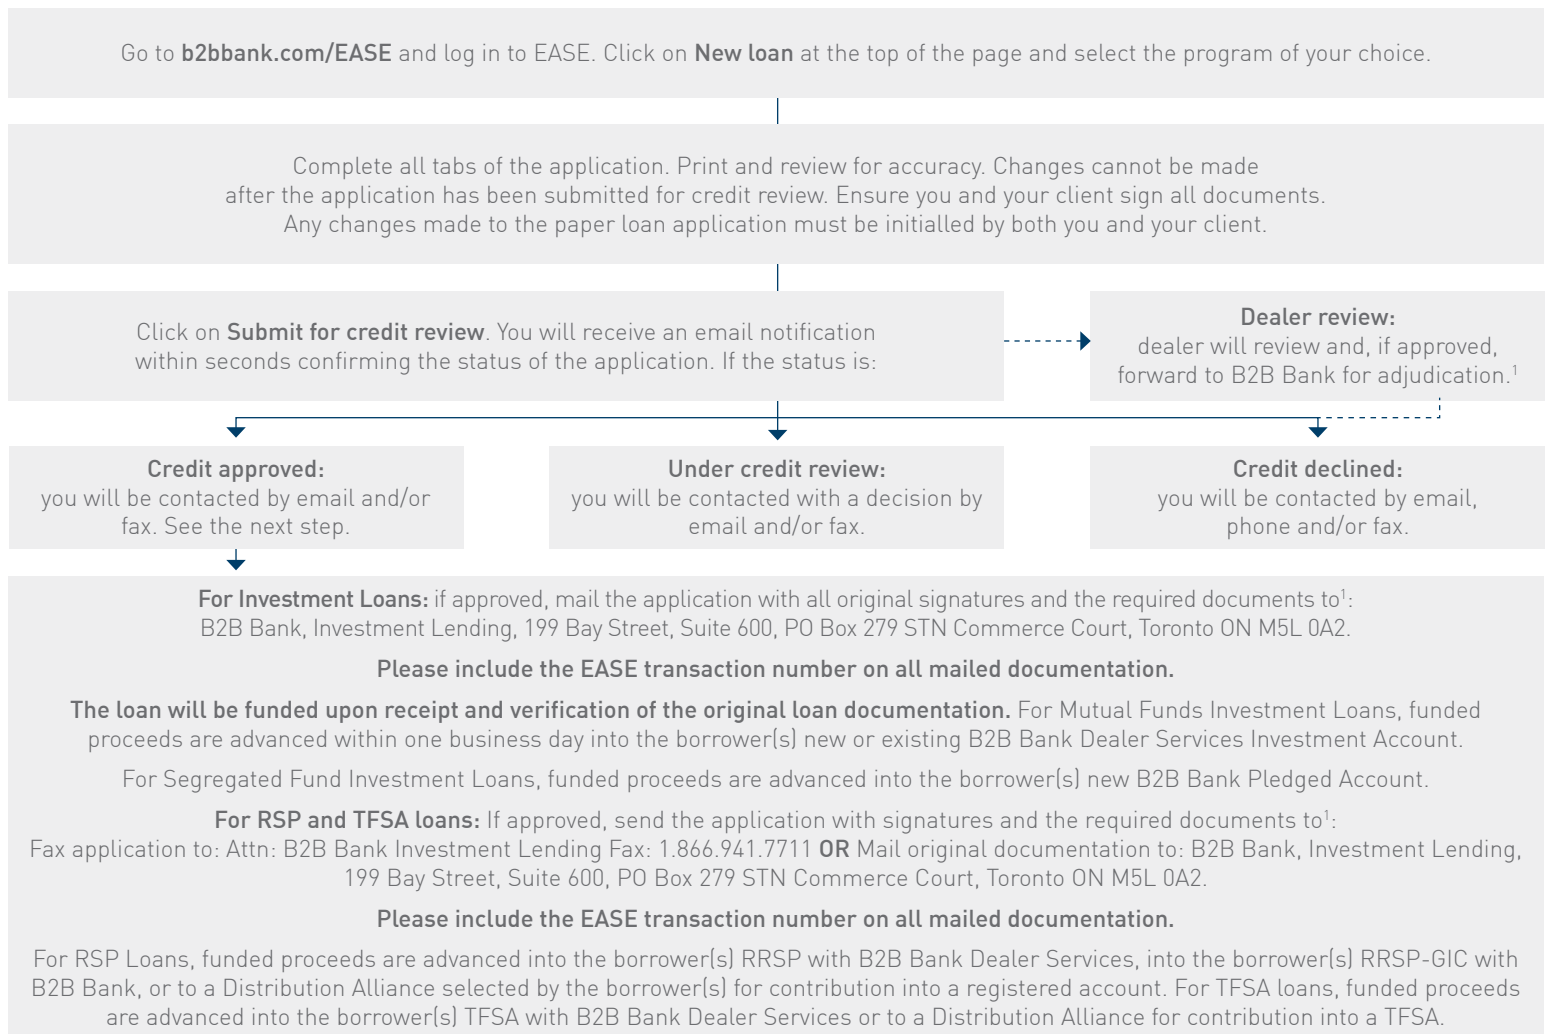 Go to b2bbank.com/EASE and log in to EASE. Click on New loan at the top of the page and select the program of your choice.
Complete all tabs of the application. Print and review for accuracy. Changes cannot be made
after the application has been submitted for credit review. Ensure you and your client sign all documents.
Any changes made to the paper loan application must be initialled by both you and your client.
Click on Submit for credit review. You will receive an email notification
within seconds confirming the status of the application. If the status is:
Dealer review:
dealer will review and, if approved,
forward to B2B Bank for adjudication.1
Credit approved:
you will be contacted by email and/or
fax. See the next step.
Under credit review:
you will be contacted with a decision by
email and/or fax.
Credit declined:
you will be contacted by email,
phone and/or fax.
For Investment Loans: if approved, mail the application with all original signatures and the required documents to1:
B2B Bank, Investment Lending, 199 Bay Street, Suite 600, PO Box 279 STN Commerce Court, Toronto ON M5L 0A2.
Please include the EASE transaction number on all mailed documentation.
The loan will be funded upon receipt and verification of the original loan documentation. For Mutual Funds Investment Loans, funded
proceeds are advanced within one business day into the borrower(s) new or existing B2B Bank Dealer Services Investment Account.
For Segregated Fund Investment Loans, funded proceeds are advanced into the borrower(s) new B2B Bank Pledged Account.
For RSP and TFSA loans: If approved, send the application with signatures and the required documents to1:
Fax application to: Attn: B2B Bank Investment Lending Fax: 1.866.941.7711 OR Mail original documentation to: B2B Bank, Investment Lending,
199 Bay Street, Suite 600, PO Box 279 STN Commerce Court, Toronto ON M5L 0A2.
Please include the EASE transaction number on all mailed documentation.
For RSP Loans, funded proceeds are advanced into the borrower(s) RRSP with B2B Bank Dealer Services, into the borrower(s) RRSP-GIC with
B2B Bank, or to a Distribution Alliance selected by the borrower(s) for contribution into a registered account. For TFSA loans, funded proceeds
are advanced into the borrower(s) TFSA with B2B Bank Dealer Services or to a Distribution Alliance for contribution into a TFSA.